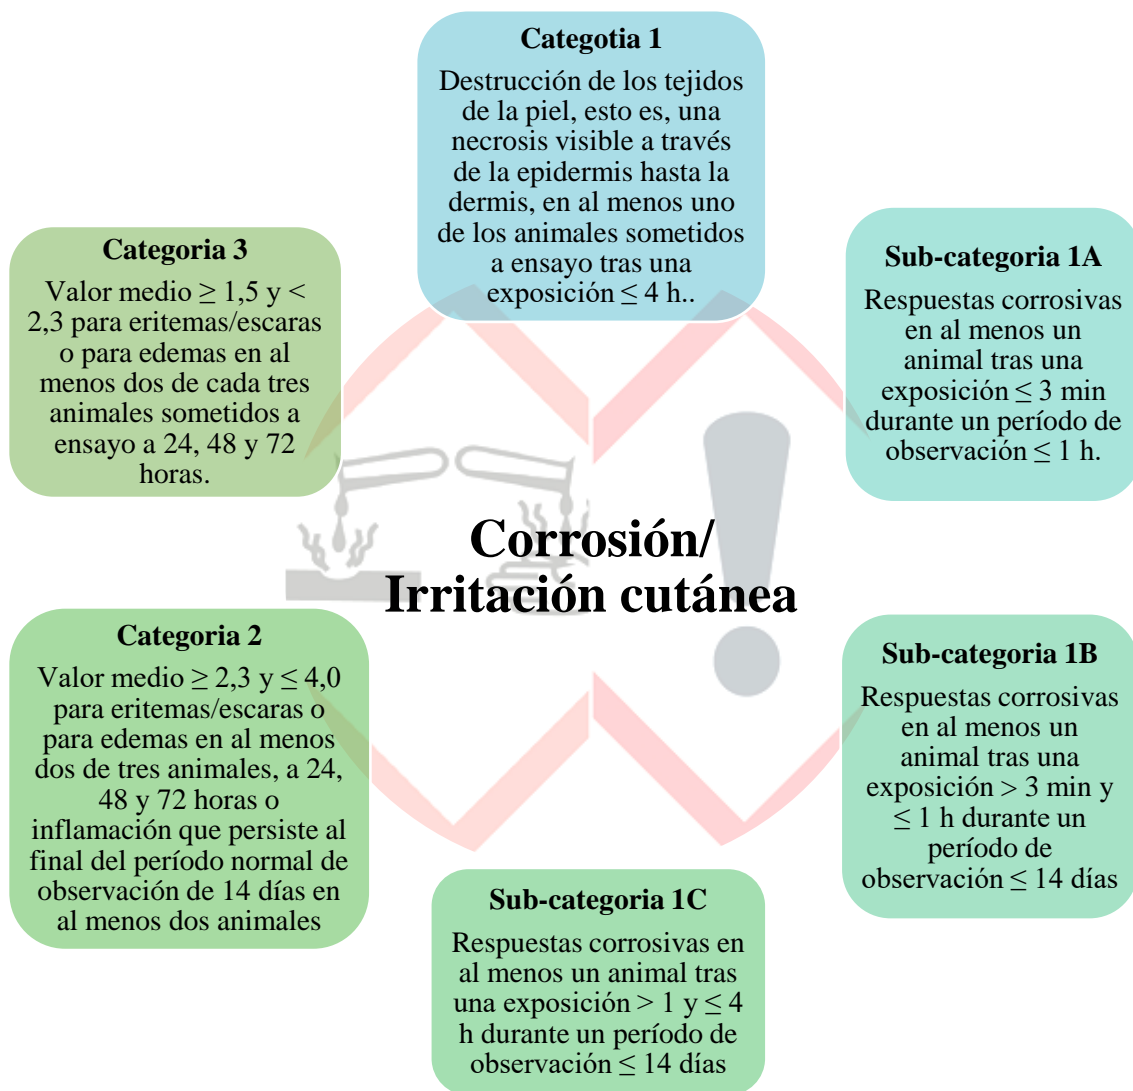 Categotia 1
Destrucción de los tejidos
de la piel, esto es, una
necrosis visible a través
de la epidermis hasta la
dermis, en al menos uno
de los animales sometidos
a ensayo tras una
exposición ≤ 4 h..
Sub-categoria 1A
Respuestas corrosivas
en al menos un
animal tras una
exposición ≤ 3 min
durante un período de
observación ≤ 1 h.
Sub-categoria 1B
Respuestas corrosivas
en al menos un
animal tras una
exposición > 3 min y
≤ 1 h durante un
período de
observación ≤ 14 días
Sub-categoria 1C
Respuestas corrosivas en
al menos un animal tras
una exposición > 1 y ≤ 4
h durante un período de
observación ≤ 14 días
Categoria 2
Valor medio ≥ 2,3 y ≤ 4,0
para eritemas/escaras o
para edemas en al menos
dos de tres animales, a 24,
48 y 72 horas o
inflamación que persiste al
final del período normal de
observación de 14 días en
al menos dos animales
Categoria 3
Valor medio ≥ 1,5 y <
2,3 para eritemas/escaras
o para edemas en al
menos dos de cada tres
animales sometidos a
ensayo a 24, 48 y 72
horas.
Corrosión/
Irritación cutánea